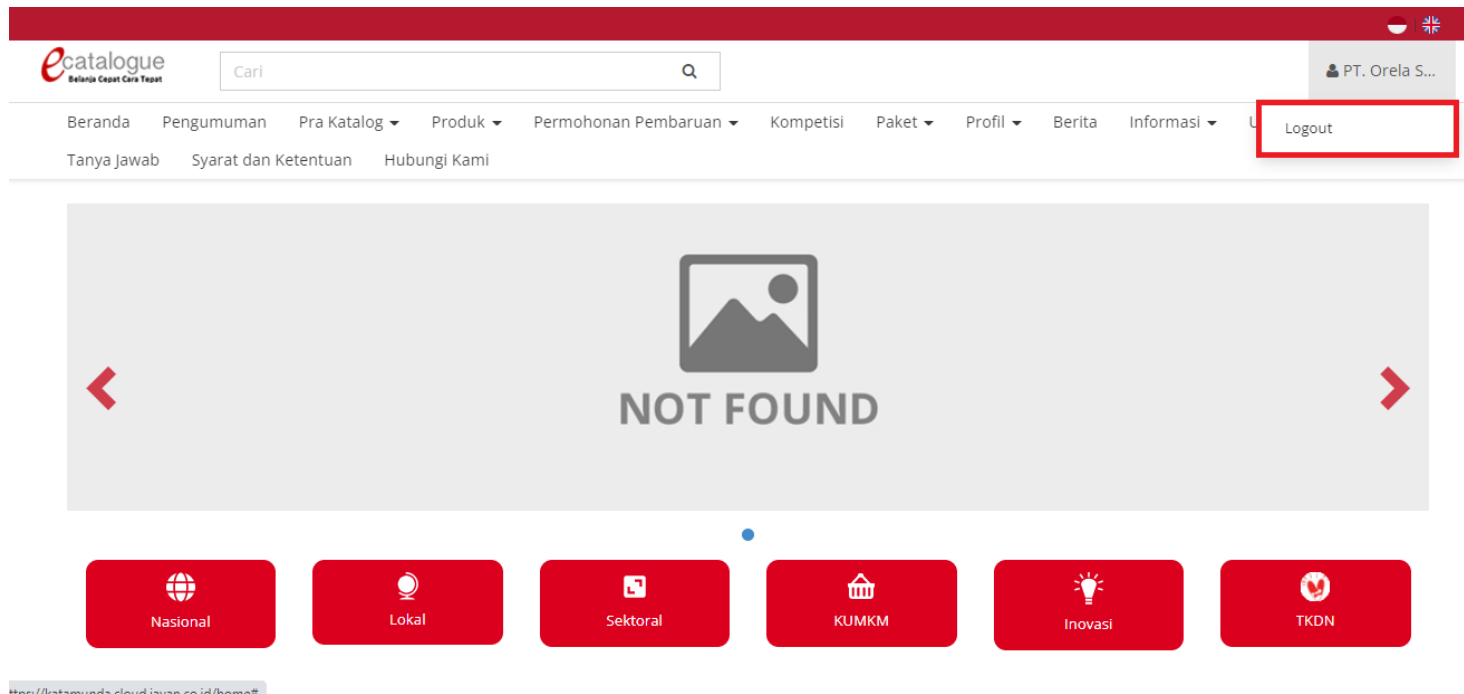 ecatalogue
Belanja Cepat Cara Tepat
Cari
PT. Orela S...
Beranda Pengumuman Pra Katalog Produk Permohonan Pembaruan Kompetisi Paket Profil Berita Informasi
Logout
Tanya Jawab Syarat dan Ketentuan Hubungi Kami
NOT FOUND
Nasional Lokal Sektoral KUMKM Inovasi TKDN